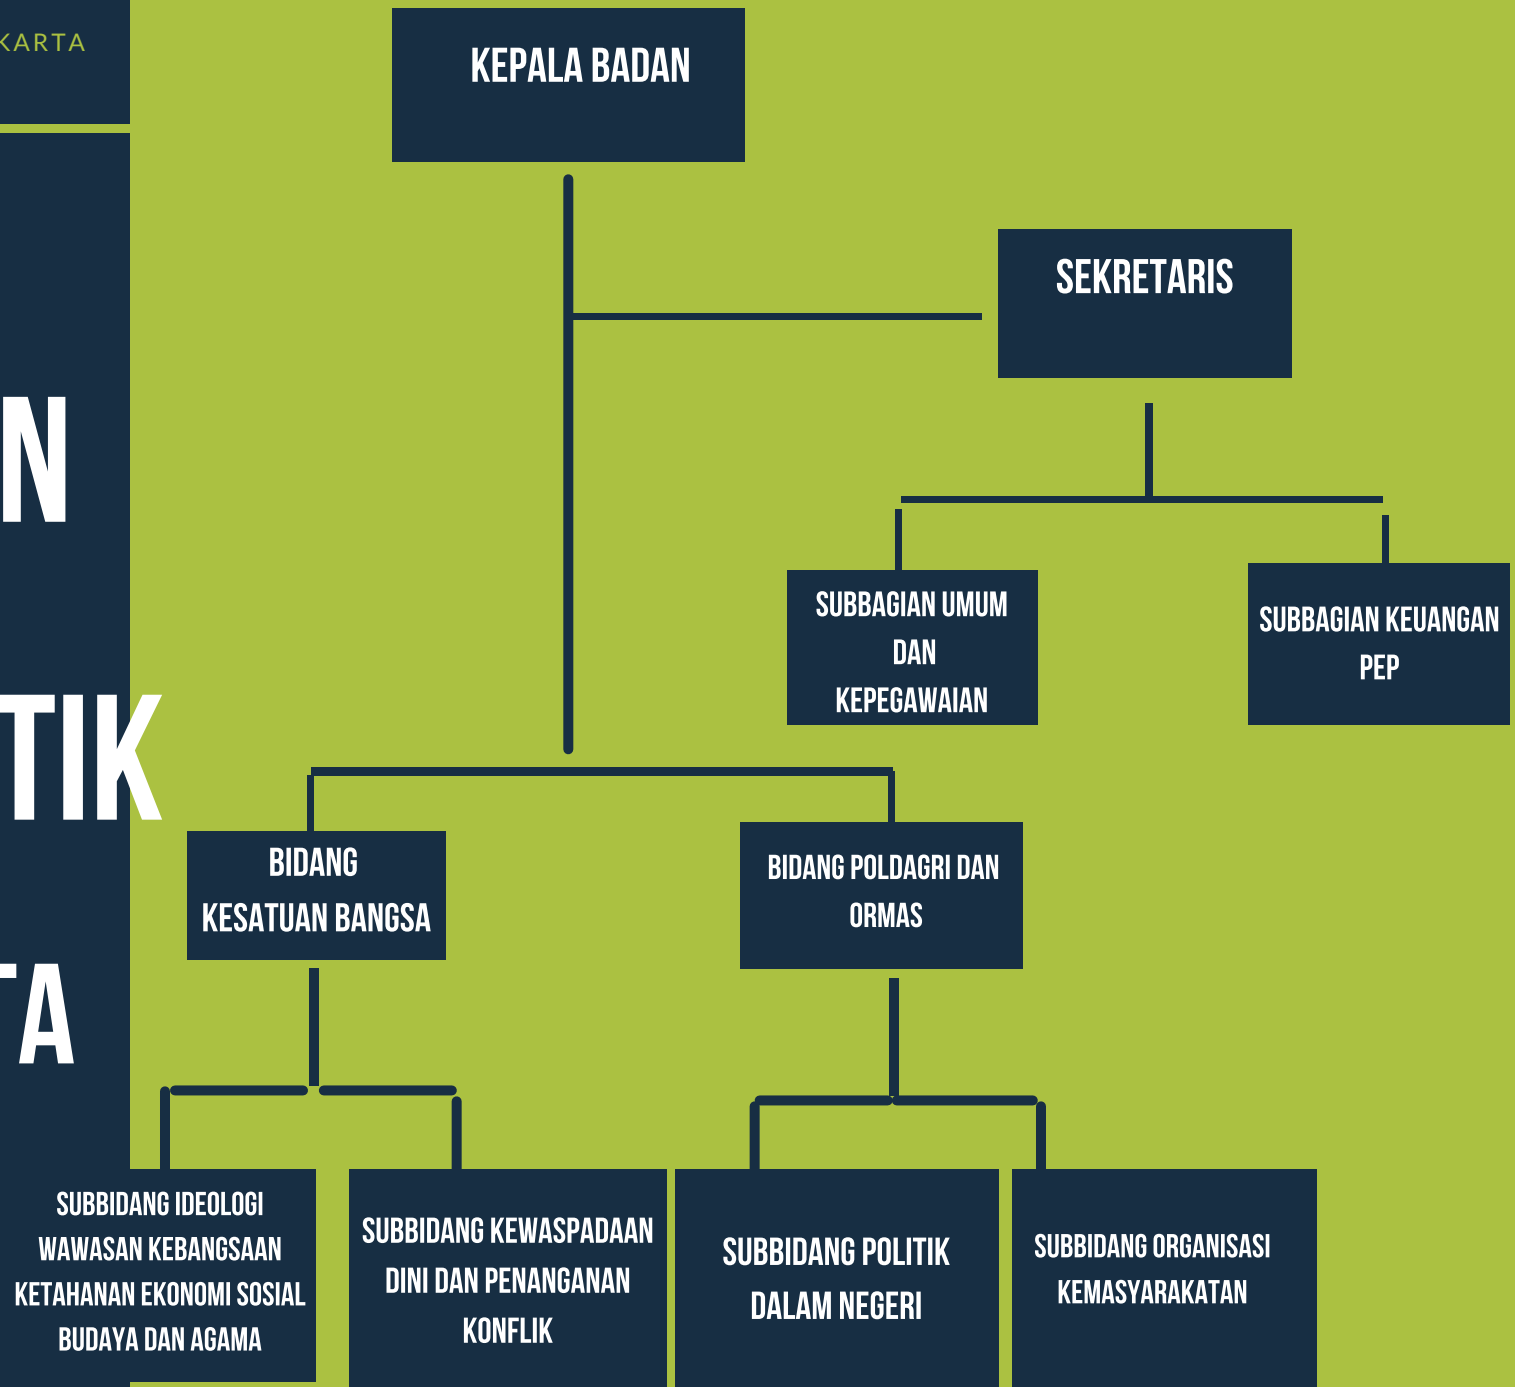 KARTA
N
TIK
TA
KEPALA BADAN
SEKRETARIS
SUBBAGIAN UMUM
DAN
KEPEGAWAIAN
SUBBAGIAN KEUANGAN
PEP
BIDANG
KESATUAN BANGSA
BIDANG POLDAGRI DAN
ORMAS
SUBBIDANG IDEOLOGI
WAWASAN KEBANGSAAN
KETAHANAN EKONOMI SOSIAL
BUDAYA DAN AGAMA
SUBBIDANG KEWASPADAAN
DINI DAN PENANGANAN
KONFLIK
SUBBIDANG POLITIK
DALAM NEGERI
SUBBIDANG ORGANISASI
KEMASYARAKATAN